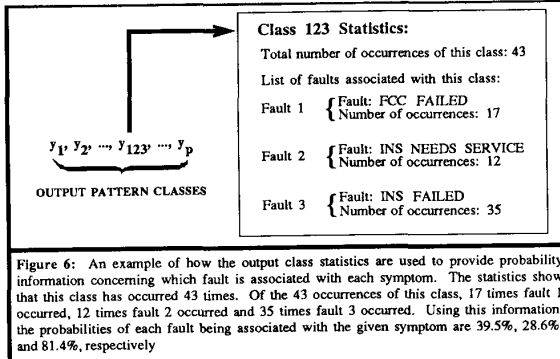 Class 123 Statistics:
Total number of occurrences of this class: 43
List of faults associated with this class:
Fault 1 { Fault: FCC FAILED
Number of occurrences: 17
y1, y2, ..., y123, ..., yp
OUTPUT PATTERN CLASSES
Fault 2 { Fault: INS NEEDS SERVICE
Number of occurrences: 12
Fault 3 { Fault: INS FAILED
Number of occurrences: 35
Figure 6: An example of how the output class statistics are used to provide probability
information concerning which fault is associated with each symptom. The statistics show
that this class has occurred 43 times. Of the 43 occurrences of this class, 17 times fault 1
occurred, 12 times fault 2 occurred and 35 times fault 3 occurred. Using this information
the probabilities of each fault being associated with the given symptom are 39.5%, 28.6%
and 81.4%, respectively